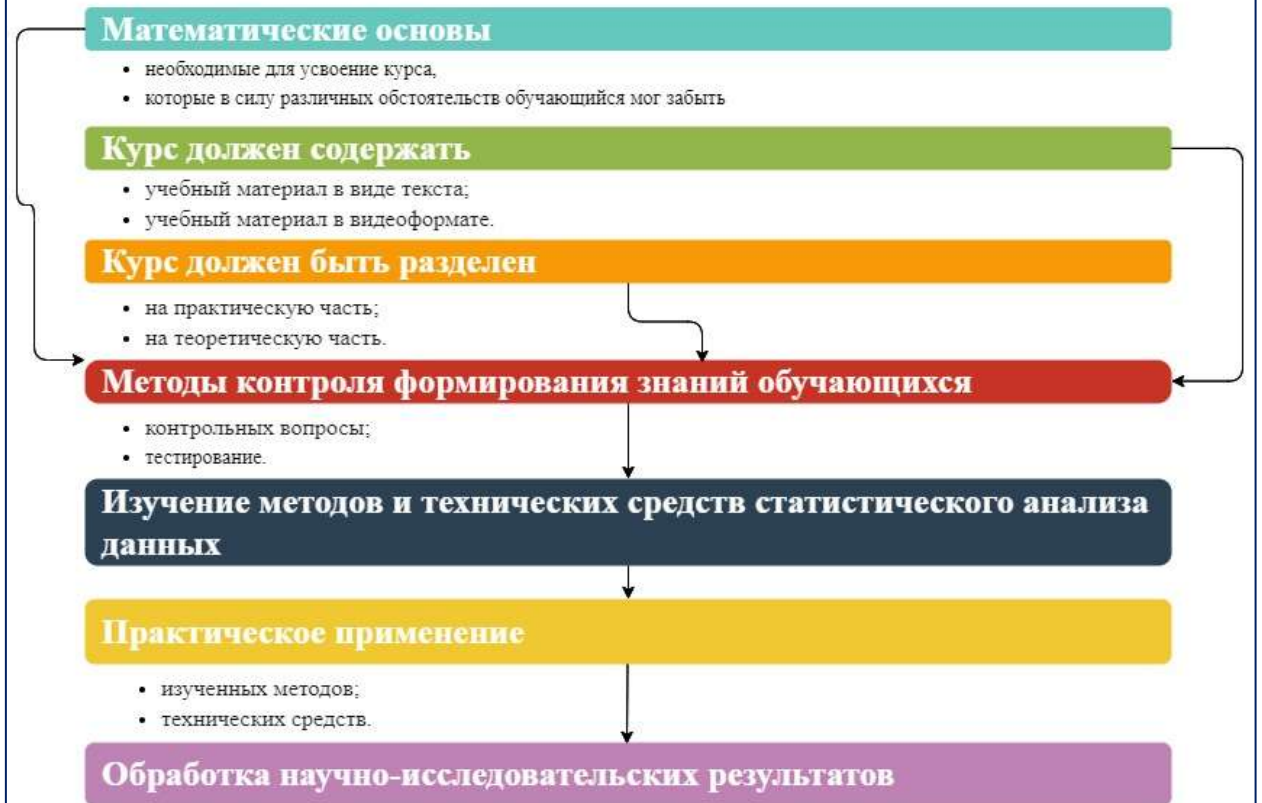 Математические основы
• необходимые для усвоение курса,
• которые в силу различных обстоятельств обучающийся мог забыть
Курс должен содержать
• учебный материал в виде текста;
• учебный материал в видеоформате.
Курс должен быть разделен
• на практическую часть;
• на теоретическую часть.
Методы контроля формирования знаний обучающихся
• контрольных вопросы;
• тестирование.
Изучение методов и технических средств статистического анализа
данных
Практическое применение
• изученных методов;
• технических средств.
Обработка научно-исследовательских результатов